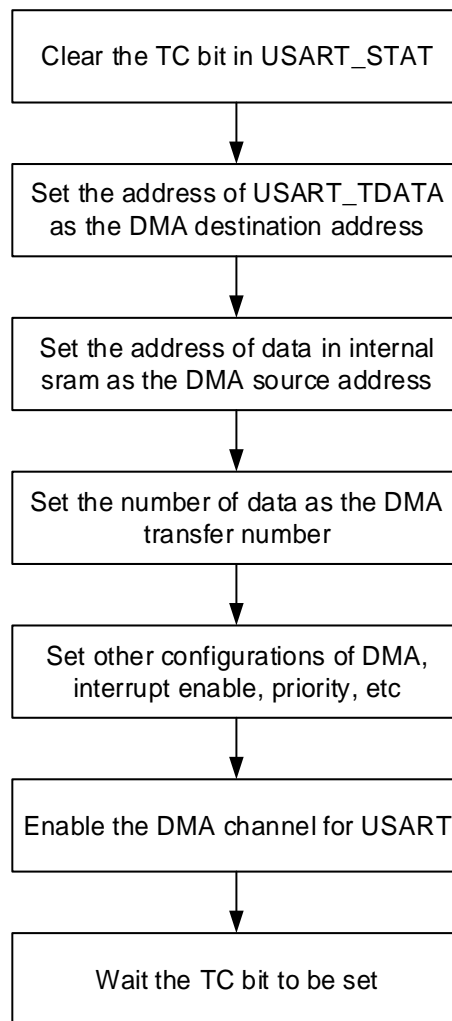 Clear the TC bit in USART_STAT
Set the address of USART_TDATA
as the DMA destination address
Set the address of data in internal
sram as the DMA source address
Set the number of data as the DMA
transfer number
Set other configurations of DMA,
interrupt enable, priority, etc
Enable the DMA channel for USART
Wait the TC bit to be set